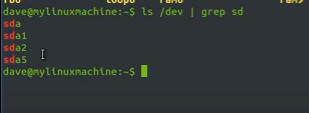 dave@mylinuxmachine:~$ ls /dev | grep sd
sda
sda1
sda2
sda5
dave@mylinuxmachine:~$